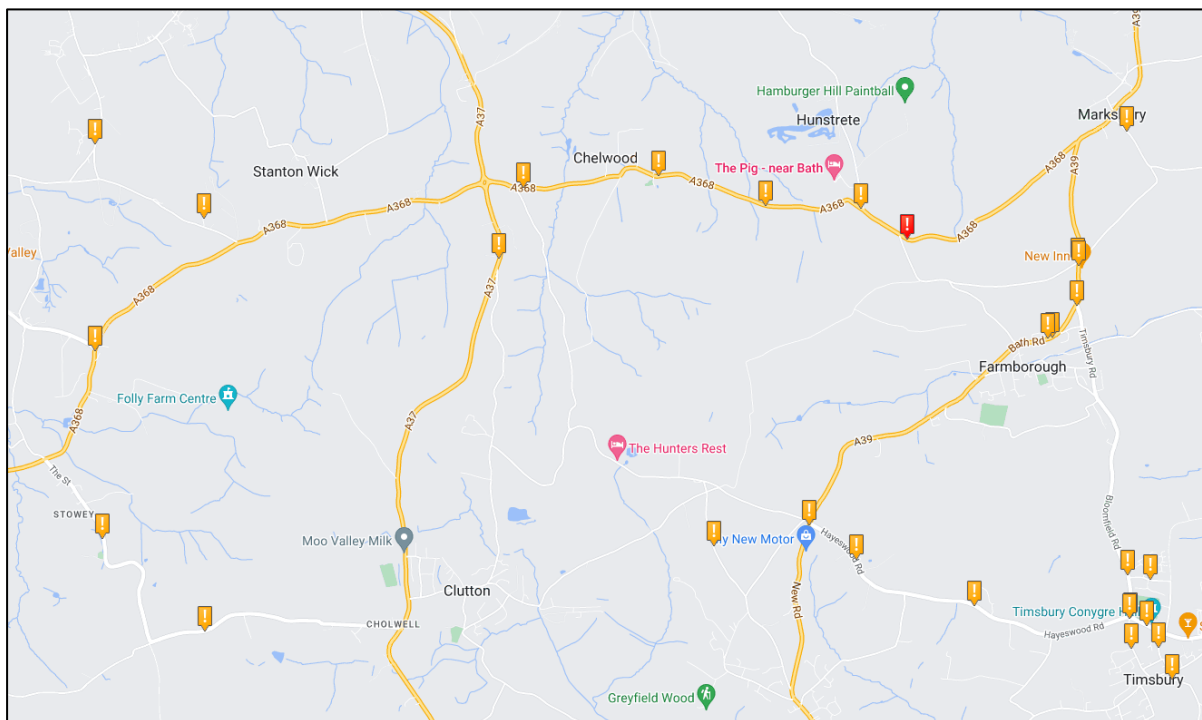 A39
Hamburger Hill Paintball
Hunstrete
A37
Chelwood
The Pig - near Bath
Stanton Wick
A368
A368
A368
A368
A368
A368
A39
Valley
New Inn
A37
A368
Bath Rd
Timsbury Rd
Farmborough
Folly Farm Centre
A368
A37
The Hunters Rest
A39
The St
STOWEY
Bloomfield Rd
Moo Valley Milk
New Motor
Hayeswood Rd
Clutton
New Rd
CHOLWELL
Timsbury Conygre
Hayeswood Rd
Greyfield Wood
Timsbury